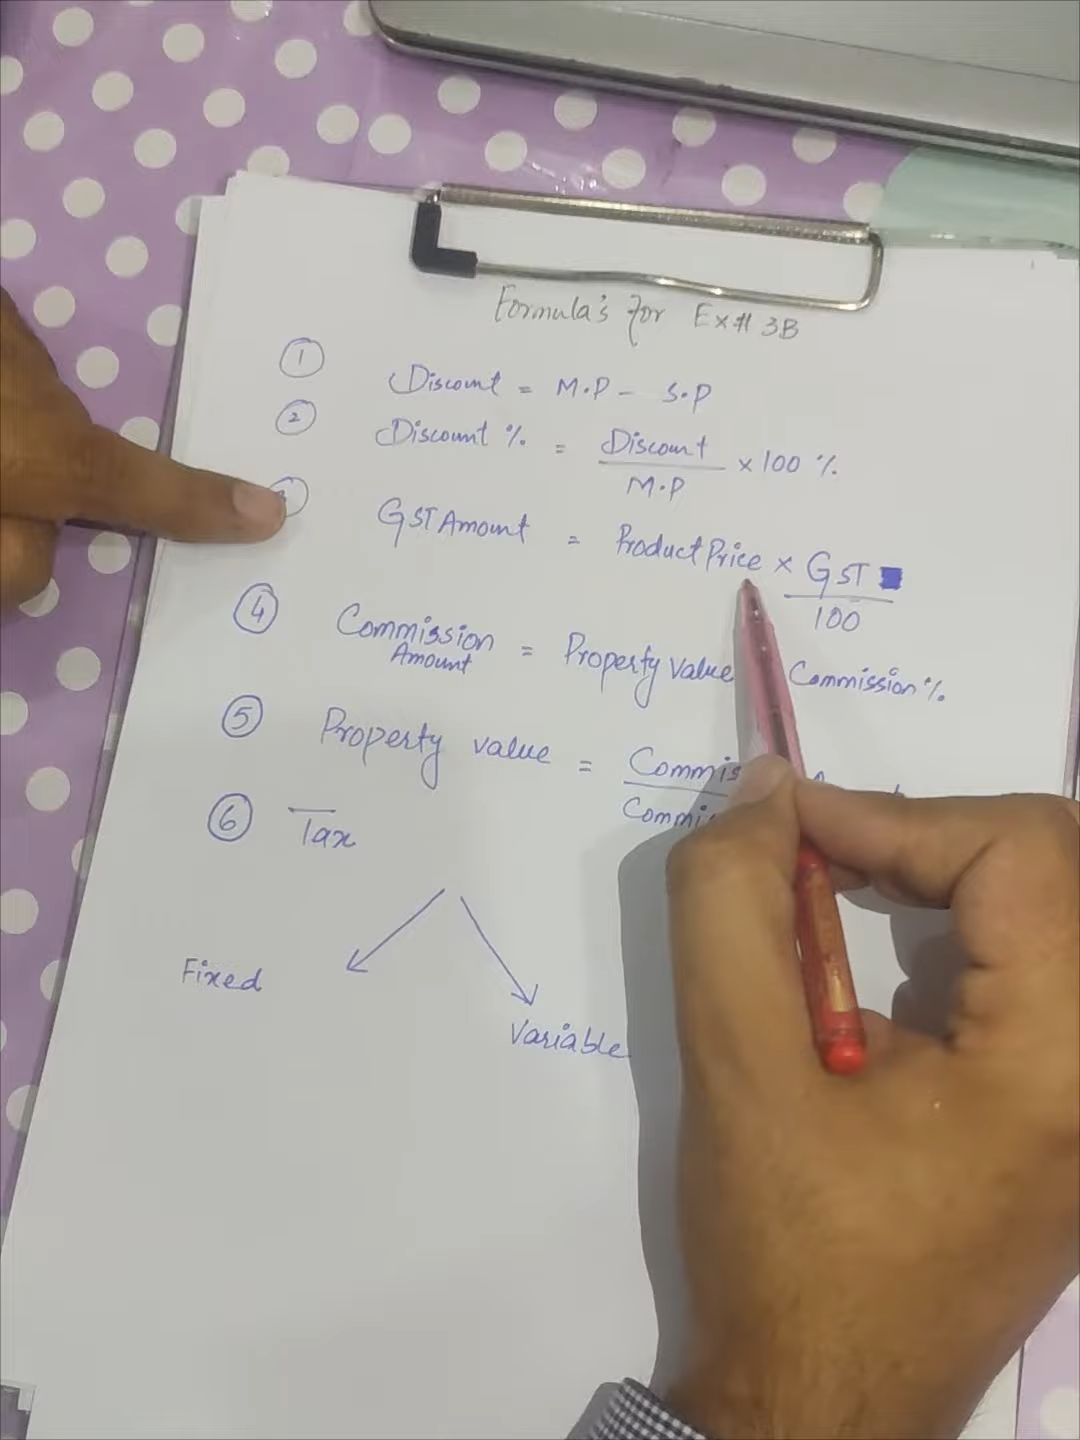 Formula's for Ex# 3B
① Discount = M.P - S.P
② Discount % = Discount / M.P × 100 %
GST Amount = Product Price × GST / 100
④ Commission Amount = Property value Commission %
⑤ Property value =
⑥ Tax
Fixed
Variable